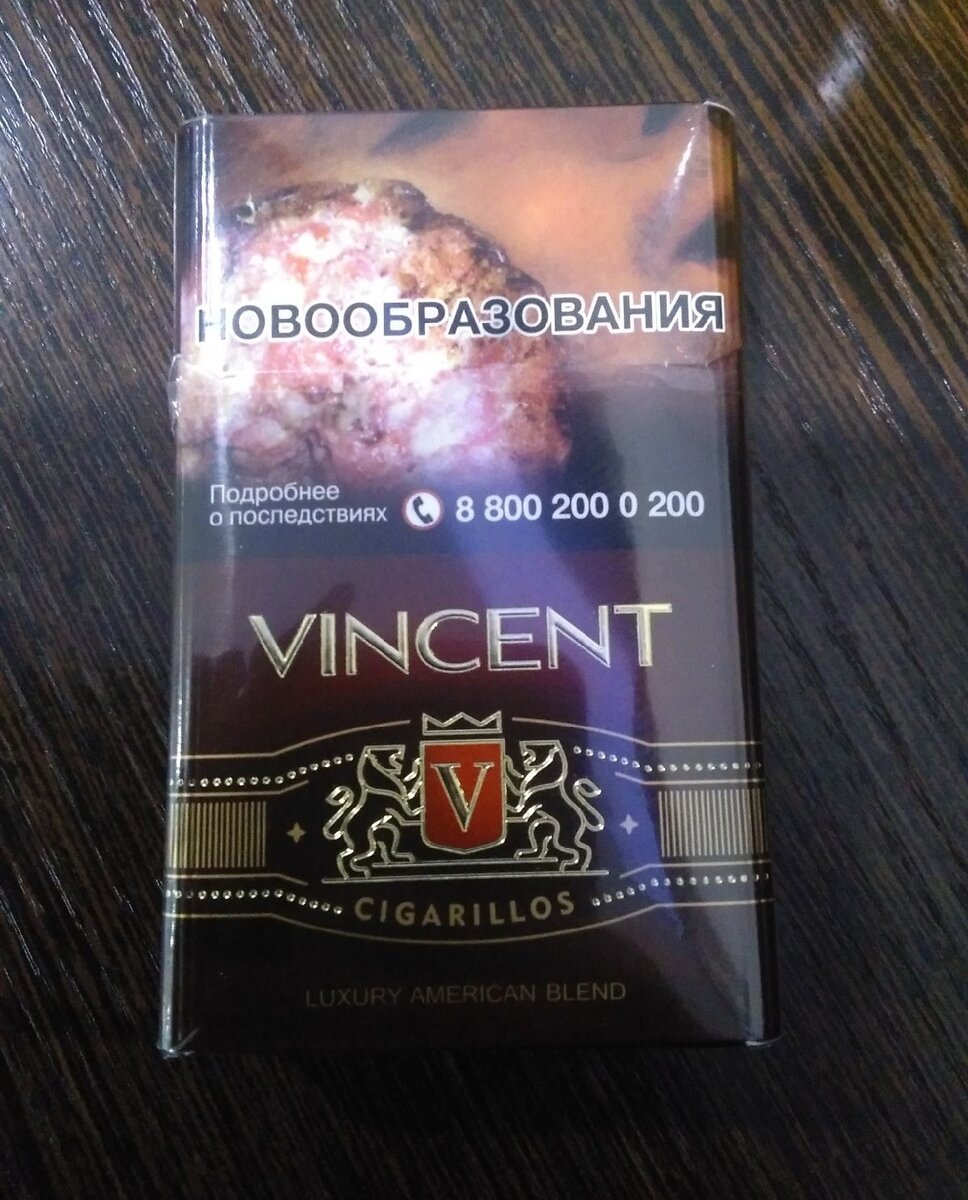 НОВООБРАЗОВАНИЯ
Подробнее
о последствиях 8 800 200 0 200
VINCENT
V
CIGARILLOS
LUXURY AMERICAN BLEND